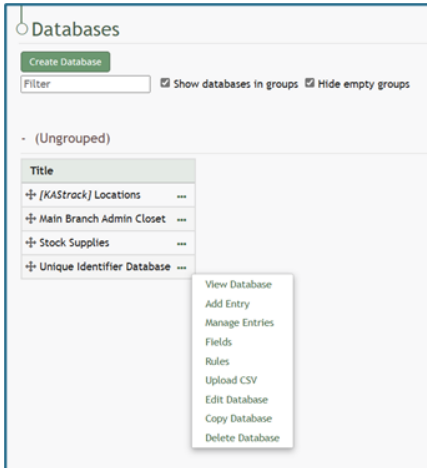 Databases
Create Database
Filter
Show databases in groups Hide empty groups
- (Ungrouped)
Title
[KAStrack] Locations ...
Main Branch Admin Closet ...
Stock Supplies ...
Unique Identifier Database ...
View Database
Add Entry
Manage Entries
Fields
Rules
Upload CSV
Edit Database
Copy Database
Delete Database